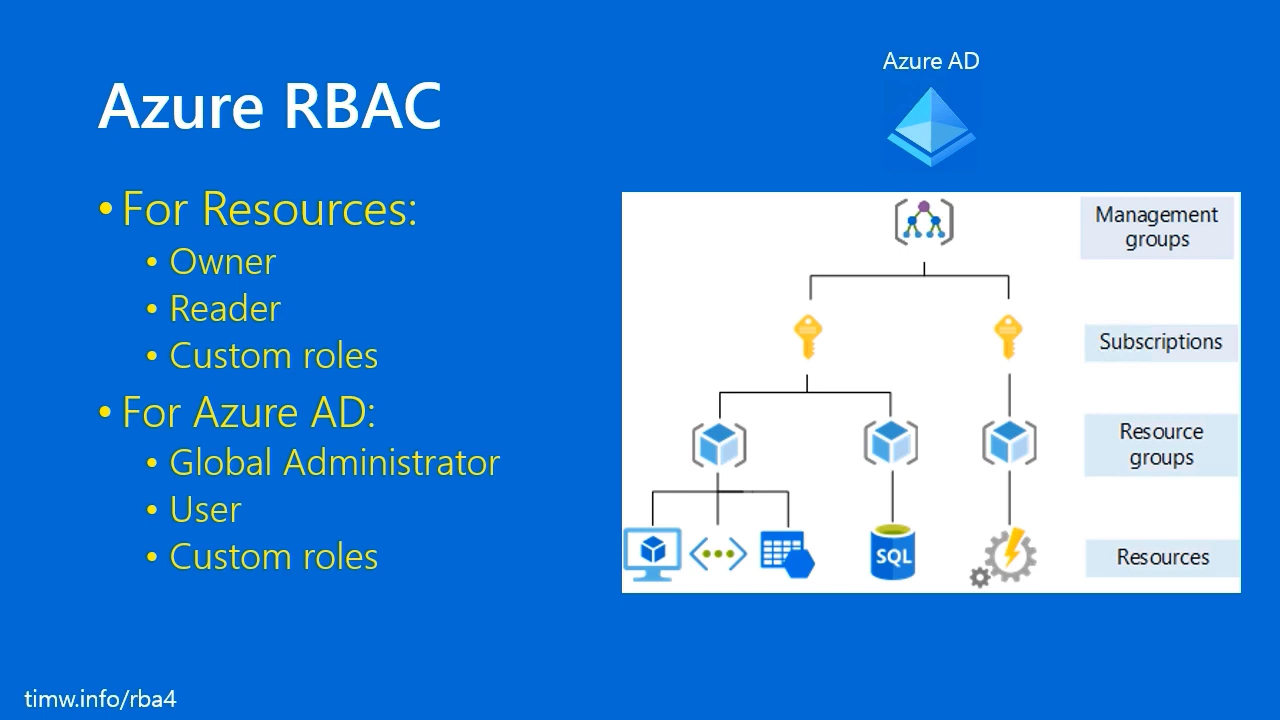 Azure RBAC
• For Resources:
• Owner
• Reader
• Custom roles
• For Azure AD:
• Global Administrator
• User
• Custom roles
Azure AD
Management
groups
Subscriptions
Resource
groups
SQL
Resources
timw.info/rba4